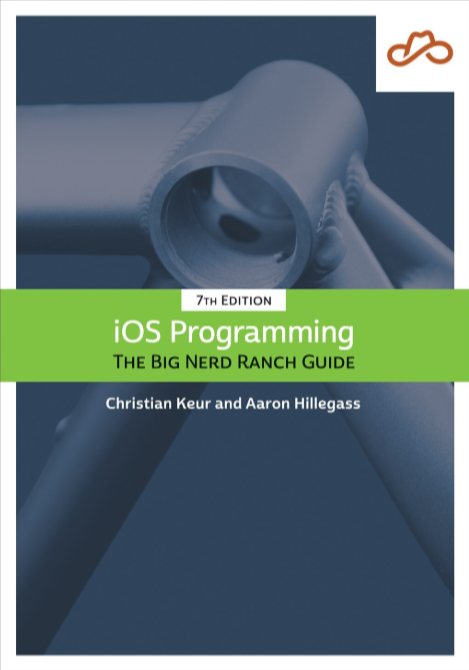 7TH EDITION
iOS Programming
THE BIG NERD RANCH GUIDE
Christian Keur and Aaron Hillegass